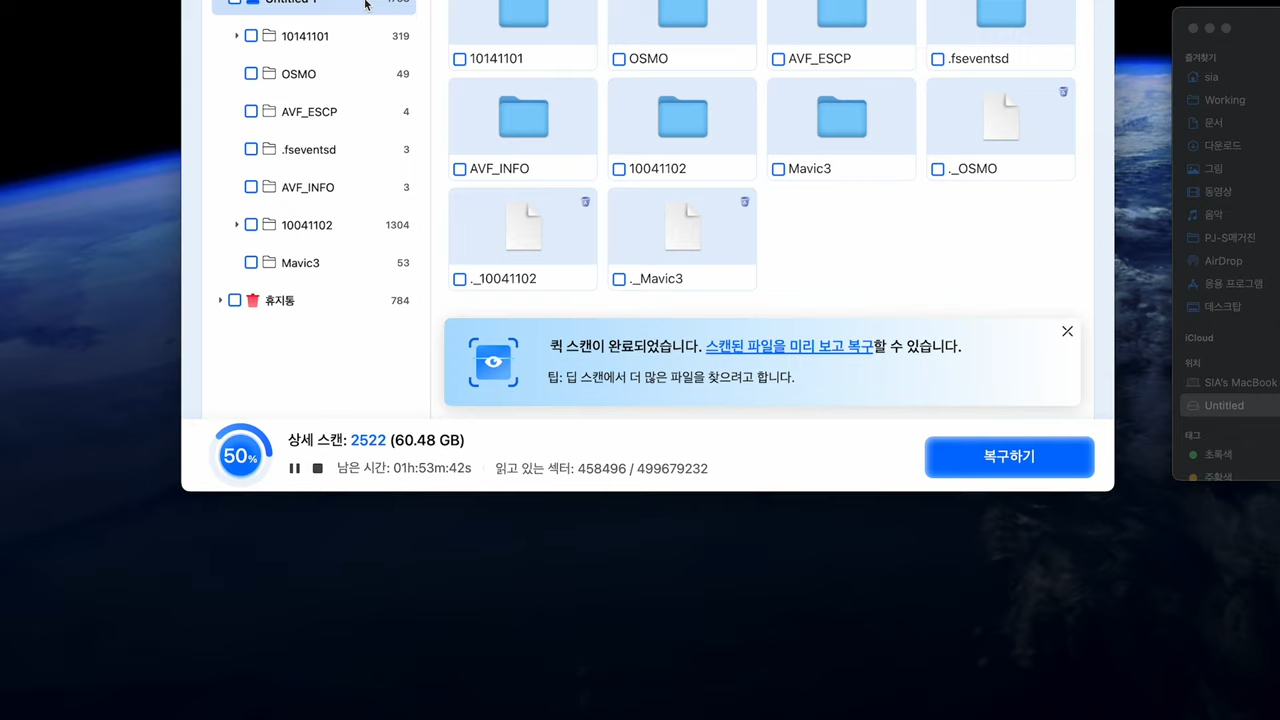 10141101 319
OSMO 49
AVF_ESCP 4
.fseventsd 3
AVF_INFO 3
10041102 1304
Mavic3 53
휴지통 784
10141101
OSMO
AVF_ESCP
.fseventsd
AVF_INFO
10041102
Mavic3
._OSMO
._10041102
._Mavic3
퀵 스캔이 완료되었습니다. 스캔된 파일을 미리 보고 복구할 수 있습니다.
팁: 딥 스캔에서 더 많은 파일을 찾으려고 합니다.
50%
상세 스캔: 2522 (60.48 GB)
남은 시간: 01h:53m:42s
읽고 있는 섹터: 458496 / 499679232
복구하기
즐겨찾기
sia
Working
문서
다운로드
그림
동영상
음악
PJ-S매거진
AirDrop
응용 프로그램
데스크탑
iCloud
위치
SIA's MacBook
Untitled
태그
초록색
주황색